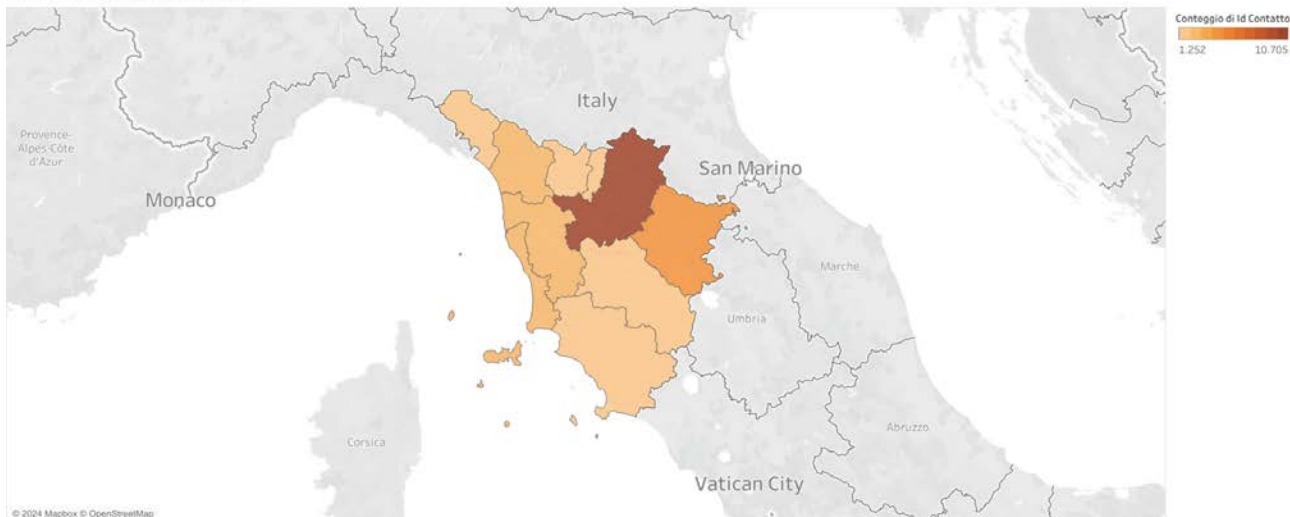 Conteggio di Id Contatto
1.252 10.705
Italy
Provence-
Alpes-Côte
d'Azur
San Marino
Monaco
Marche
Umbria
Corsica
Abruzzo
Vatican City
© 2024 Mapbox © OpenStreetMap